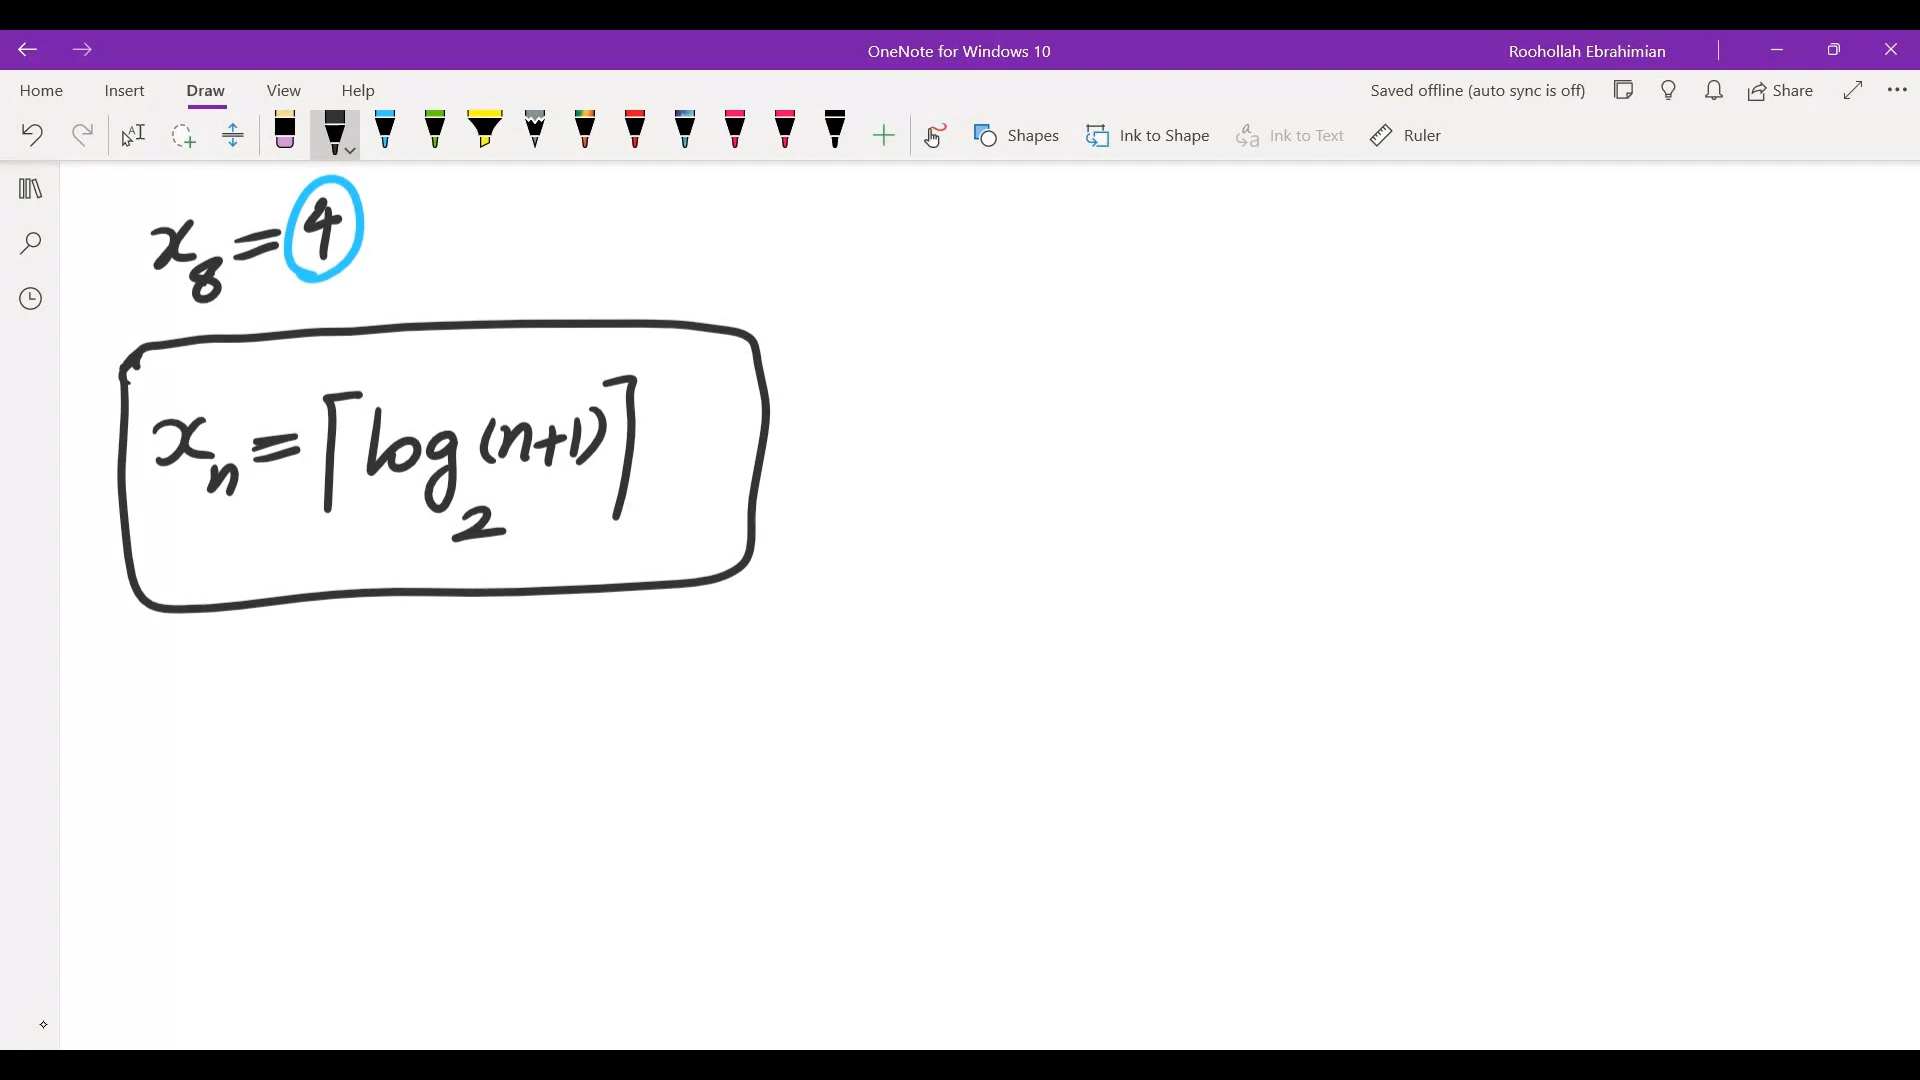 OneNote for Windows 10
Roohollah Ebrahimian
Home Insert Draw View Help
Saved offline (auto sync is off) Share
Shapes Ink to Shape Ink to Text Ruler
x₈ = 4
xₙ = ⌈log₂(n+1)⌉